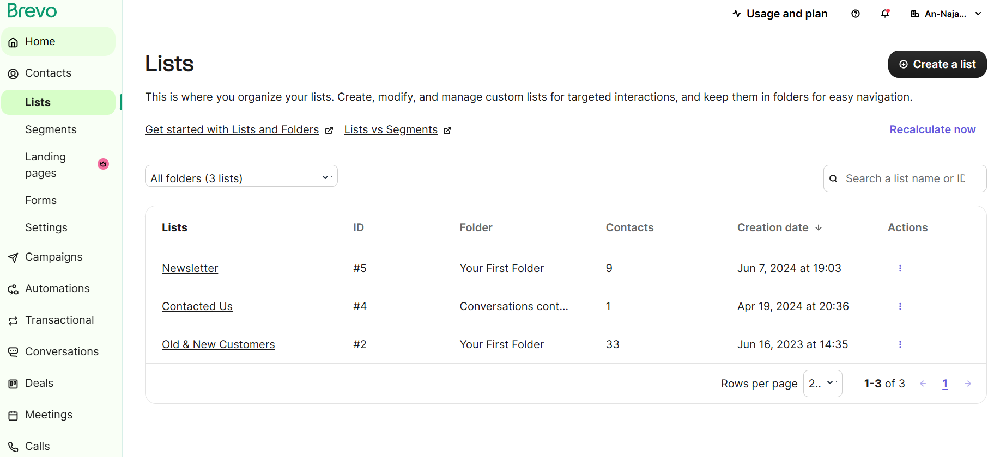 Brevo
Usage and plan
An-Naja...
Home
Contacts
Lists
Segments
Landing
pages
Forms
Settings
Campaigns
Automations
Transactional
Conversations
Deals
Meetings
Calls
Lists
Create a list
This is where you organize your lists. Create, modify, and manage custom lists for targeted interactions, and keep them in folders for easy navigation.
Get started with Lists and Folders Lists vs Segments Recalculate now
All folders (3 lists) Search a list name or ID
Lists ID Folder Contacts Creation date Actions
Newsletter #5 Your First Folder 9 Jun 7, 2024 at 19:03
Contacted Us #4 Conversations cont... 1 Apr 19, 2024 at 20:36
Old & New Customers #2 Your First Folder 33 Jun 16, 2023 at 14:35
Rows per page 2.. 1-3 of 3 1